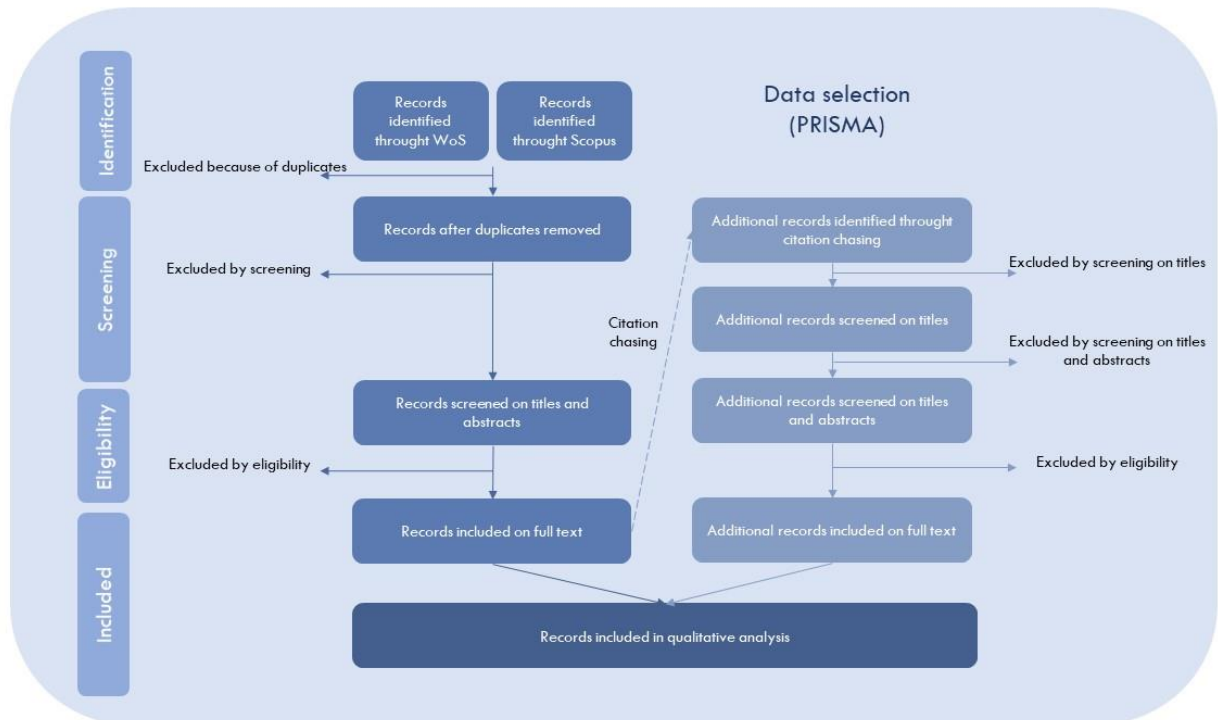 Identification
Screening
Eligibility
Included
Data selection
(PRISMA)
Records
identified
throught WoS
Records
identified
throught Scopus
Excluded because of duplicates
Records after duplicates removed
Excluded by screening
Records screened on titles and
abstracts
Excluded by eligibility
Records included on full text
Citation
chasing
Additional records identified throught
citation chasing
Excluded by screening on titles
Additional records screened on titles
Excluded by screening on titles
and abstracts
Additional records screened on titles
and abstracts
Excluded by eligibility
Additional records included on full text
Records included in qualitative analysis